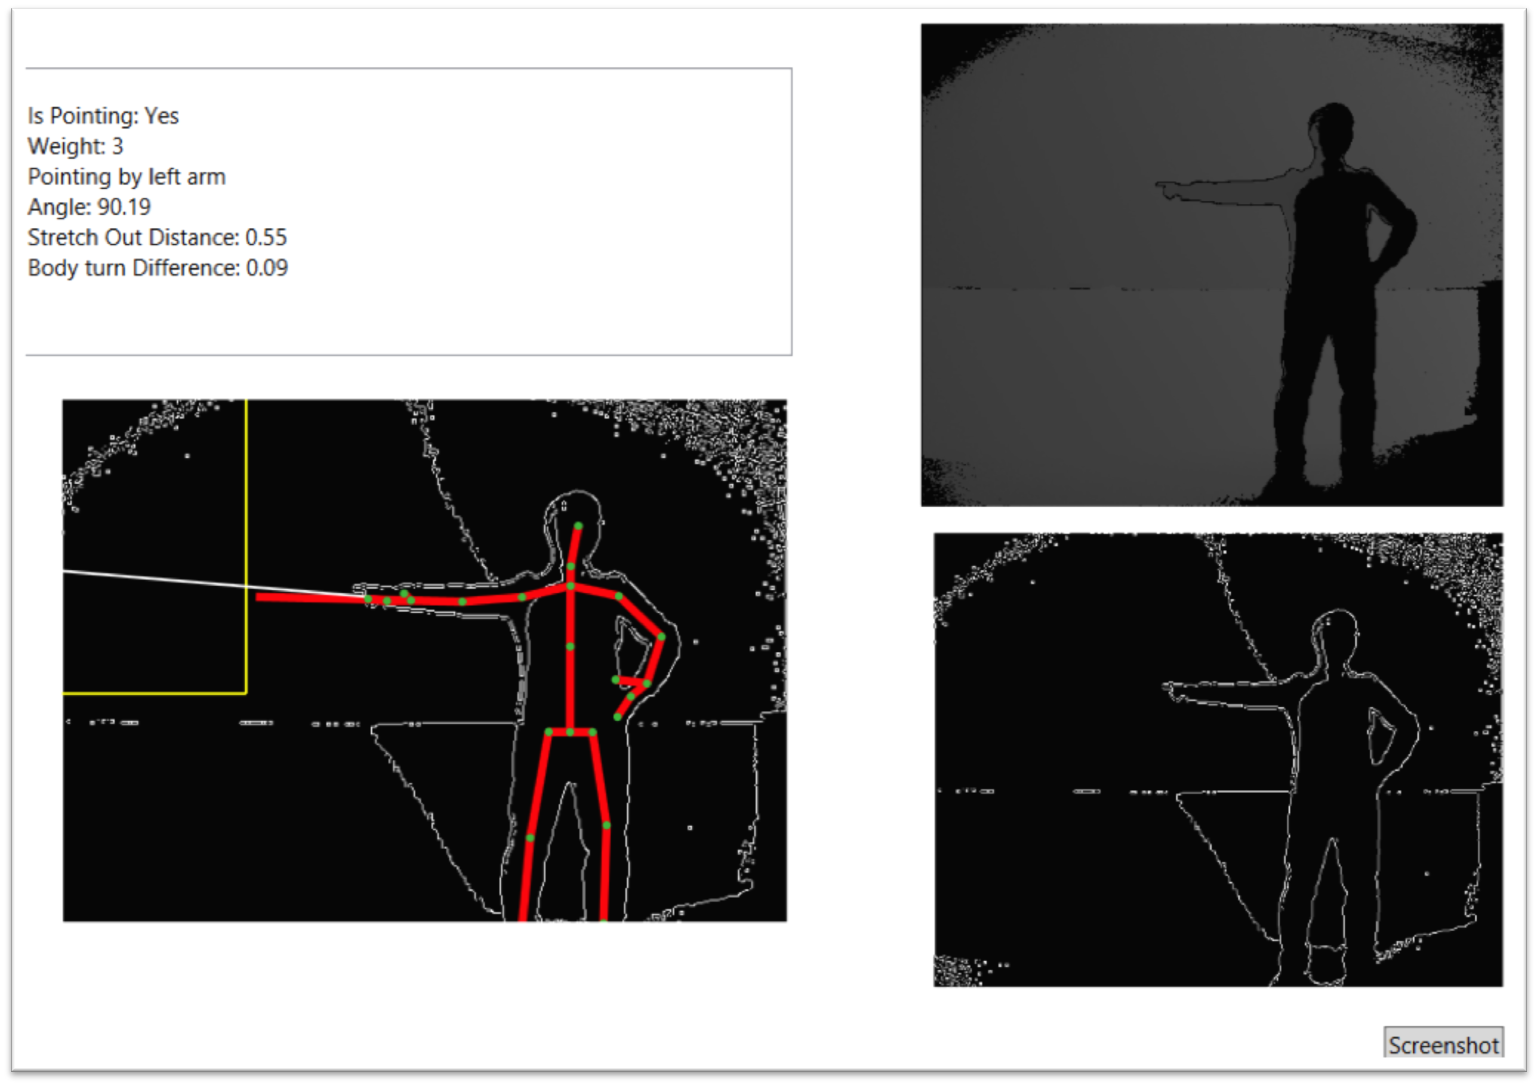 Is Pointing: Yes
Weight: 3
Pointing by left arm
Angle: 90.19
Stretch Out Distance: 0.55
Body turn Difference: 0.09
Screenshot